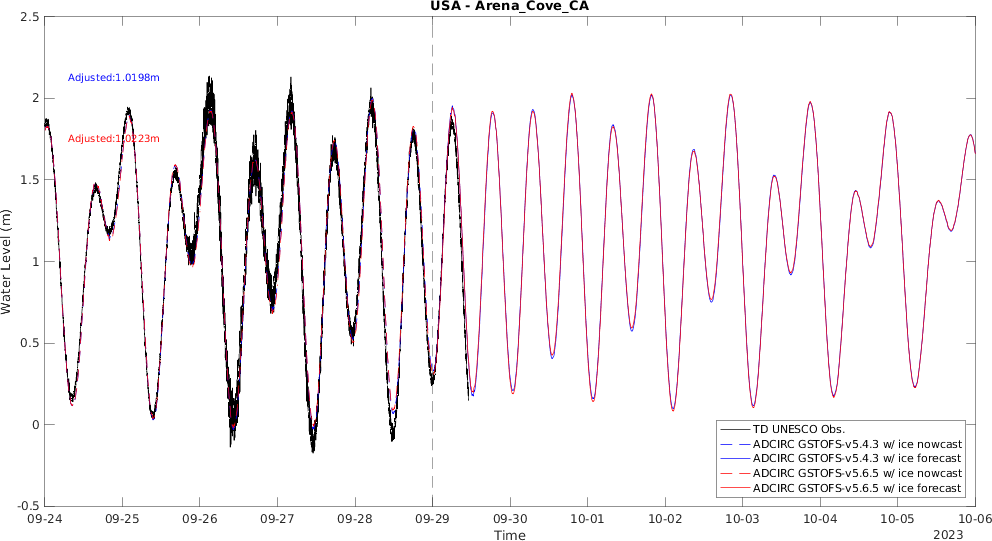 USA - Arena_Cove_CA
2.5
2
1.5
1
0.5
0
-0.5
Water Level (m)
Adjusted:1.0198m
Adjusted:1.0223m
TD UNESCO Obs.
ADCIRC GSTOFS-v5.4.3 w/ ice nowcast
ADCIRC GSTOFS-v5.4.3 w/ ice forecast
ADCIRC GSTOFS-v5.6.5 w/ ice nowcast
ADCIRC GSTOFS-v5.6.5 w/ ice forecast
09-24 09-25 09-26 09-27 09-28 09-29 09-30 10-01 10-02 10-03 10-04 10-05 10-06
Time
2023